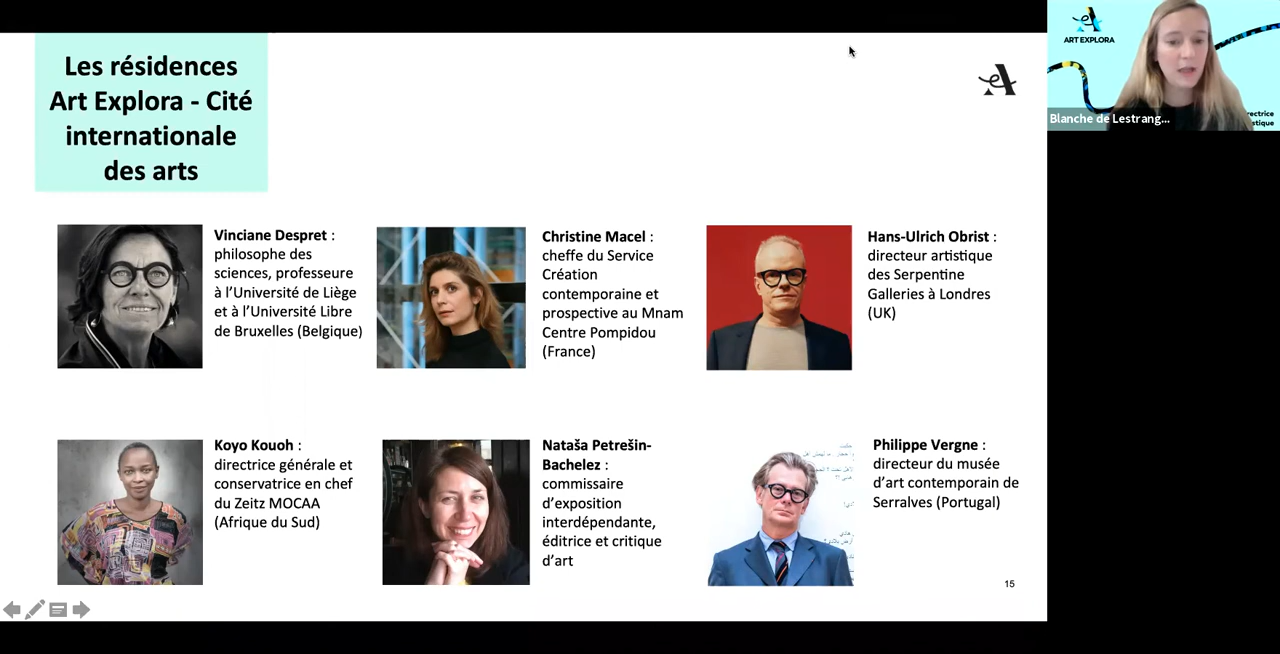 Les résidences
Art Explora - Cité
internationale
des arts
ART EXPLORA
Blanche de Lestrang...
Vinciane Despret :
philosophe des
sciences, professeure
à l’Université de Liège
et à l’Université Libre
de Bruxelles (Belgique)
Christine Macel :
cheffe du Service
Création
contemporaine et
prospective au Mnam
Centre Pompidou
(France)
Hans-Ulrich Obrist :
directeur artistique
des Serpentine
Galleries à Londres
(UK)
Koyo Kouoh :
directrice générale et
conservatrice en chef
du Zeitz MOCAA
(Afrique du Sud)
Nataša Petrešin-
Bachelez :
commissaire
d’exposition
interdépendante,
éditrice et critique
d’art
Philippe Vergne :
directeur du musée
d’art contemporain de
Serralves (Portugal)
15